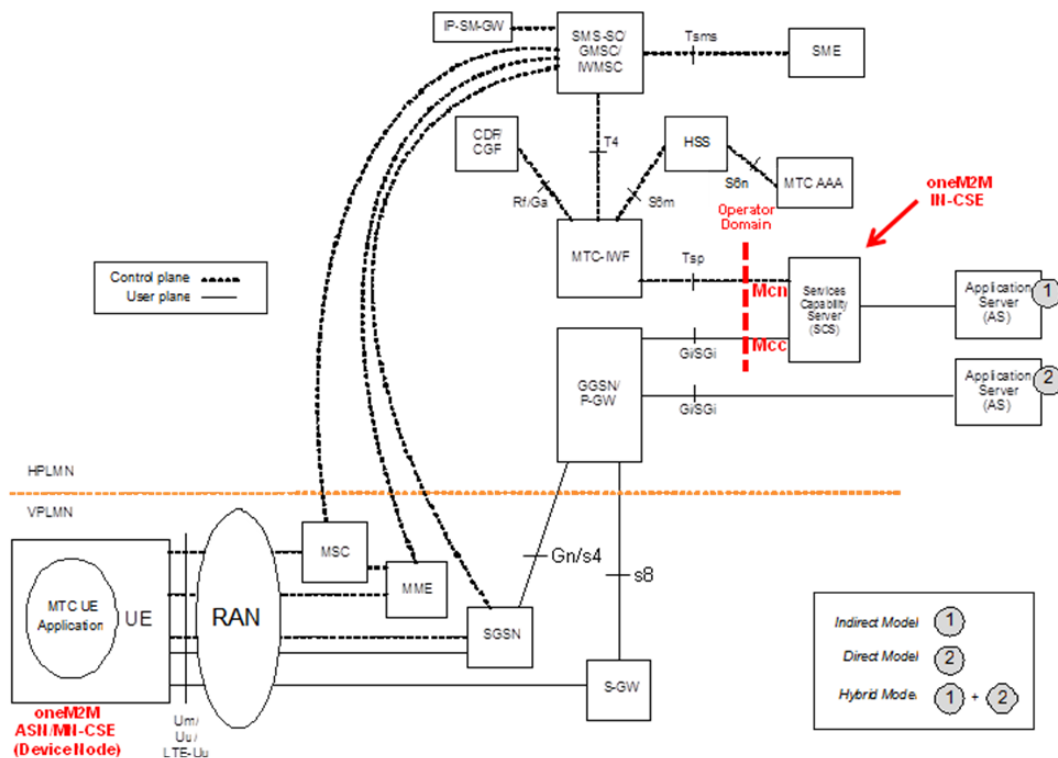 IP-SM-GW
SMS-SC/
GMSC/
IWMSC
Tsms
SME
CDF/
CGF
T4
HSS
Rf/Ga
S6m
S6n
MTC AAA
oneM2M
IN-CSE
Operator
Domain
MTC-IWF
Tsp
Mcn
Services
Capability
Server
(SCS)
Application
Server
(AS)
1
Control plane
User plane
Mcc
Gi/SGi
GGSN/
P-GW
Gi/SGi
Application
Server
(AS)
2
HPLMN
VPLMN
MSC
Gn/s4
s8
MME
MTC UE
Application
UE
RAN
SGSN
S-GW
Indirect Model 1
Direct Model 2
Hybrid Model 1 + 2
oneM2M
ASN/MN-CSE
(Device Node)
Um/
Uu/
LTE-Uu